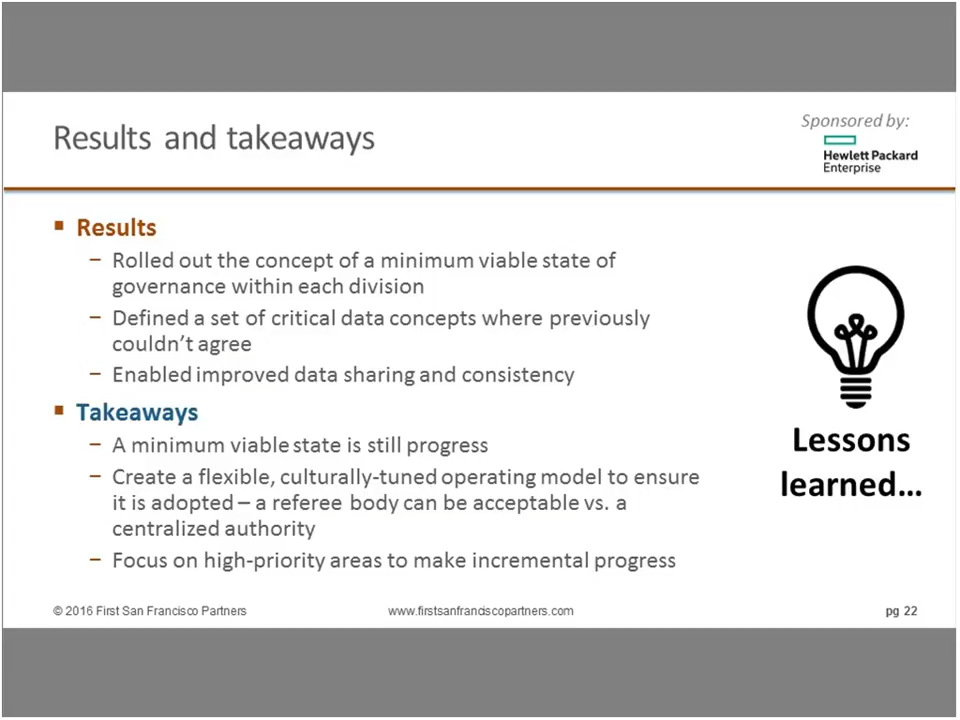 Results and takeaways
Sponsored by:
Hewlett Packard
Enterprise
▪ Results
– Rolled out the concept of a minimum viable state of
governance within each division
– Defined a set of critical data concepts where previously
couldn't agree
– Enabled improved data sharing and consistency
▪ Takeaways
– A minimum viable state is still progress
– Create a flexible, culturally-tuned operating model to ensure
it is adopted – a referee body can be acceptable vs. a
centralized authority
– Focus on high-priority areas to make incremental progress
Lessons
learned…
© 2016 First San Francisco Partners
www.firstsanfranciscopartners.com
pg 22